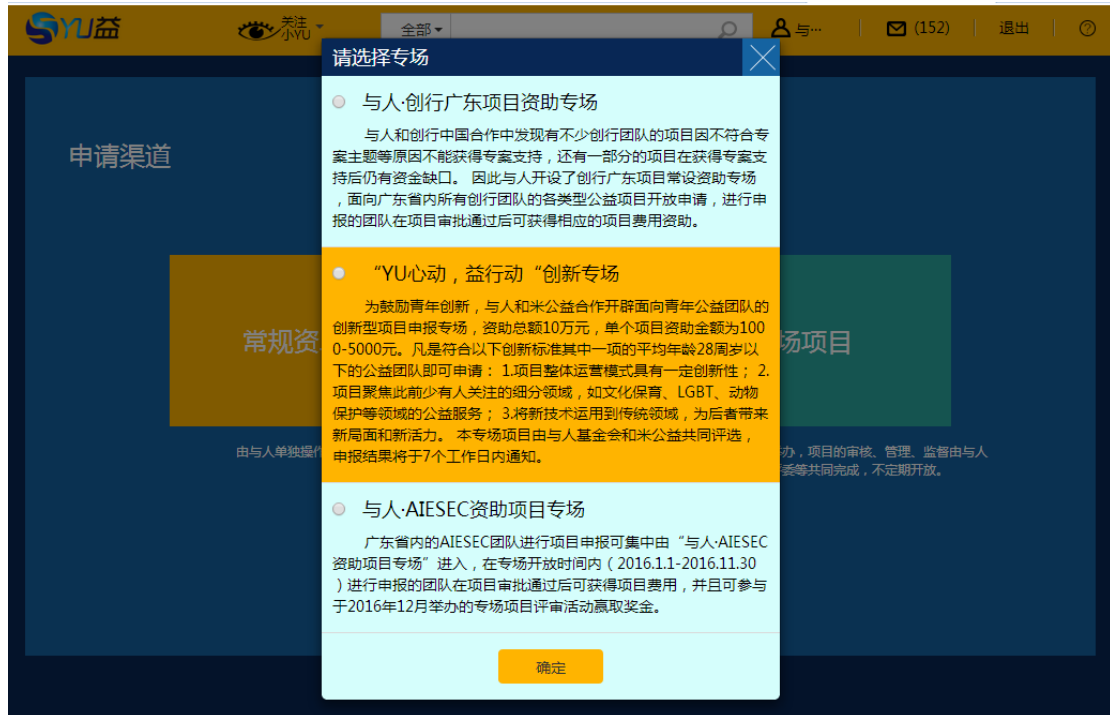 SYU益
关注
小YU
全部
与…
(152)
退出
请选择专场
与人·创行广东项目资助专场
与人和创行中国合作中发现有不少创行团队的项目因不符合专
案主题等原因不能获得专案支持，还有一部分的项目在获得专案支
持后仍有资金缺口。 因此与人开设了创行广东项目常设资助专场
，面向广东省内所有创行团队的各类型公益项目开放申请，进行申
报的团队在项目审批通过后可获得相应的项目费用资助。
申请渠道
“YU心动，益行动“创新专场
为鼓励青年创新，与人和米公益合作开辟面向青年公益团队的
创新型项目申报专场，资助总额10万元，单个项目资助金额为100
0-5000元。凡是符合以下创新标准其中一项的平均年龄28周岁以
下的公益团队即可申请： 1.项目整体运营模式具有一定创新性； 2.
项目聚焦此前少有人关注的细分领域，如文化保育、LGBT、动物
保护等领域的公益服务； 3.将新技术运用到传统领域，为后者带来
新局面和新活力。 本专场项目由与人基金会和米公益共同评选，
申报结果将于7个工作日内通知。
常规资
场项目
由与人单独操作
办，项目的审核、管理、监督由与人
委等共同完成，不定期开放。
与人·AIESEC资助项目专场
广东省内的AIESEC团队进行项目申报可集中由“与人·AIESEC
资助项目专场”进入，在专场开放时间内（2016.1.1-2016.11.30
）进行申报的团队在项目审批通过后可获得项目费用，并且可参与
于2016年12月举办的专场项目评审活动赢取奖金。
确定